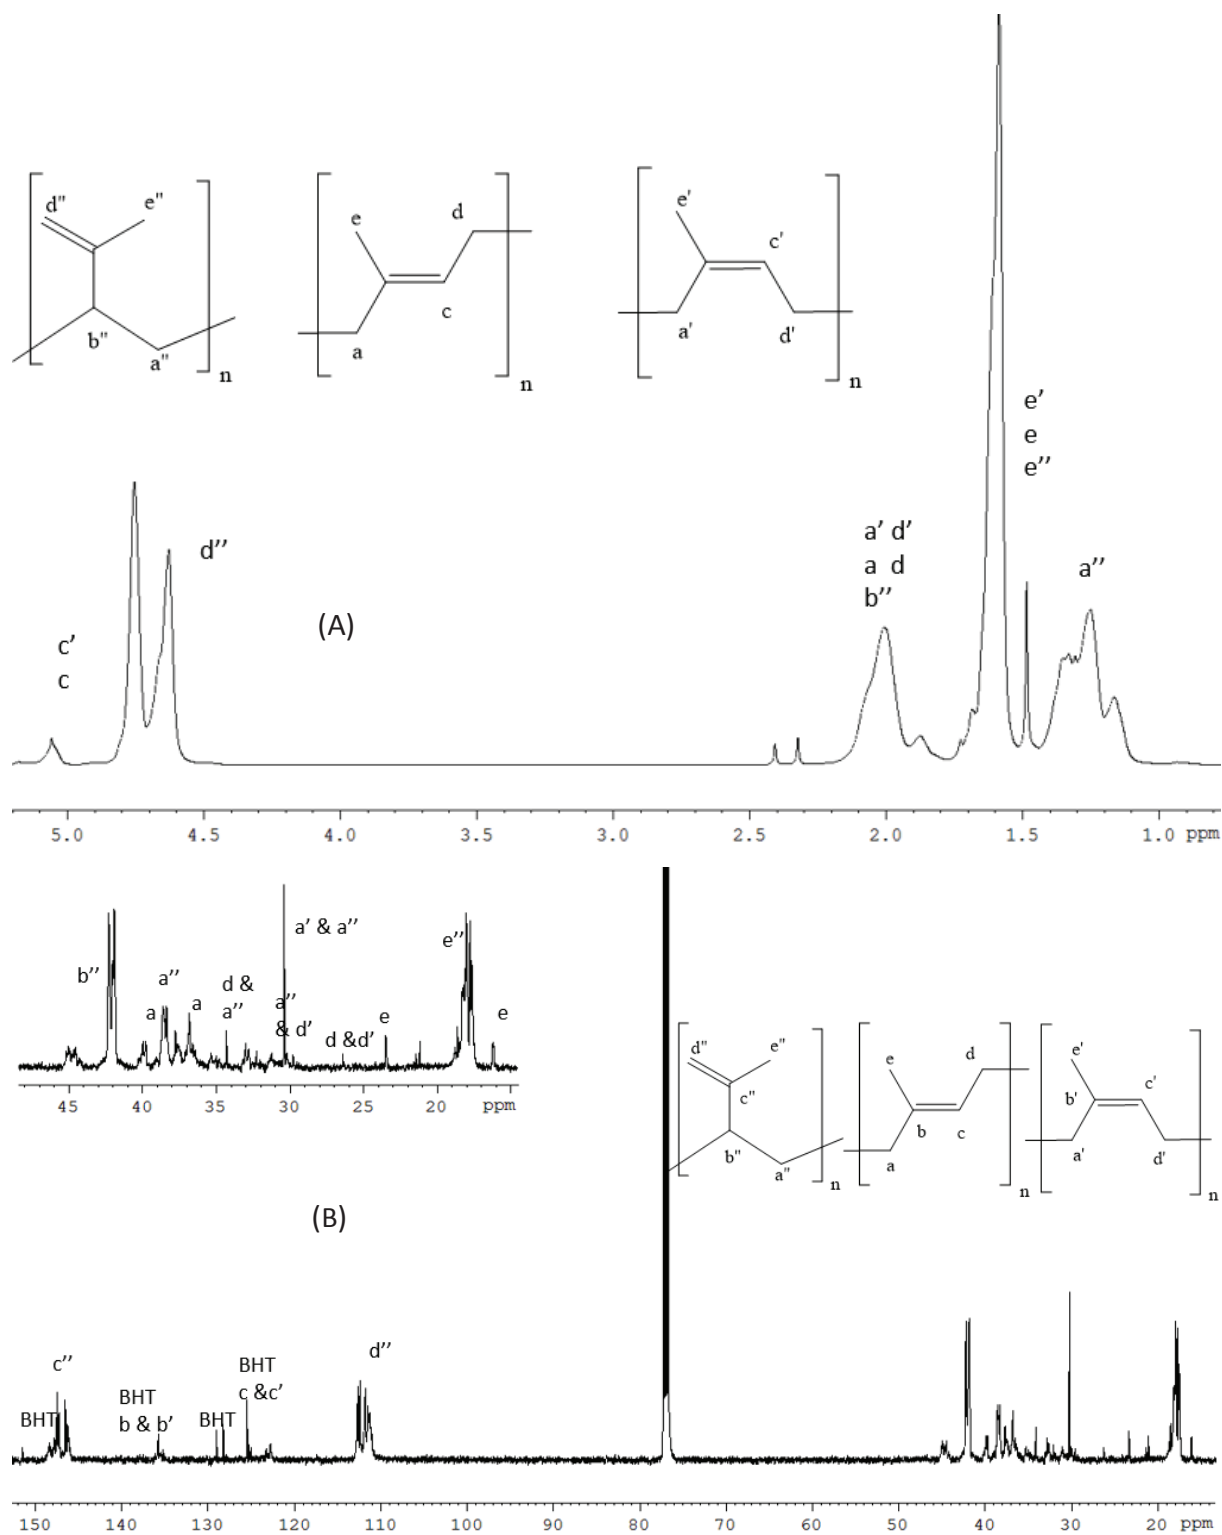 d" e"
b"
a"
n
e
d
c
a
n
e'
c'
a'
d'
n
e’
e
e’’
a’ d’
a d
b’’
a’’
d’’
(A)
c’
c
5.0 4.5 4.0 3.5 3.0 2.5 2.0 1.5 1.0 ppm
b’’
a
a’’
a
d &
a’’
a’ & a’’
a’’
& d’
d &d’
e
e’’
e
45 40 35 30 25 20 ppm
d" e"
c"
b"
a"
n
e
d
b c
a
n
e'
b' c'
a' d'
n
(B)
c’’
BHT
BHT
b & b’
BHT
BHT
c &c’
d’’
150 140 130 120 110 100 90 80 70 60 50 40 30 20 ppm